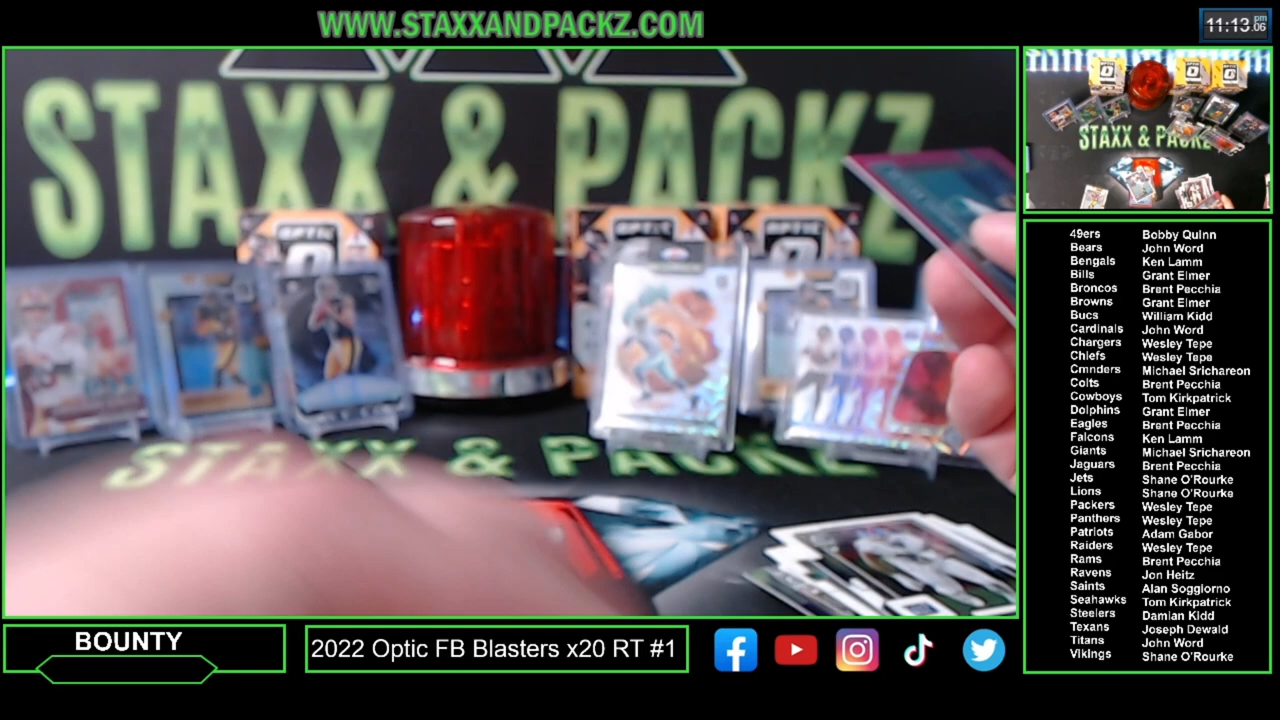 WWW.STAXXANDPACKZ.COM
11:13 pm .06
STAXX & PACKZ
OPTIC
STAXX & PACKZ
STAXX & PACKZ
49ers Bobby Quinn
Bears John Word
Bengals Ken Lamm
Bills Grant Elmer
Broncos Brent Pecchia
Browns Grant Elmer
Bucs William Kidd
Cardinals John Word
Chargers Wesley Tepe
Chiefs Wesley Tepe
Cmnders Michael Srichareon
Colts Brent Pecchia
Cowboys Tom Kirkpatrick
Dolphins Grant Elmer
Eagles Brent Pecchia
Falcons Ken Lamm
Giants Michael Srichareon
Jaguars Brent Pecchia
Jets Shane O'Rourke
Lions Shane O'Rourke
Packers Wesley Tepe
Panthers Wesley Tepe
Patriots Adam Gabor
Raiders Wesley Tepe
Rams Brent Pecchia
Ravens Jon Heitz
Saints Alan Soggiorno
Seahawks Tom Kirkpatrick
Steelers Damian Kidd
Texans Joseph Dewald
Titans John Word
Vikings Shane O'Rourke
BOUNTY
2022 Optic FB Blasters x20 RT #1